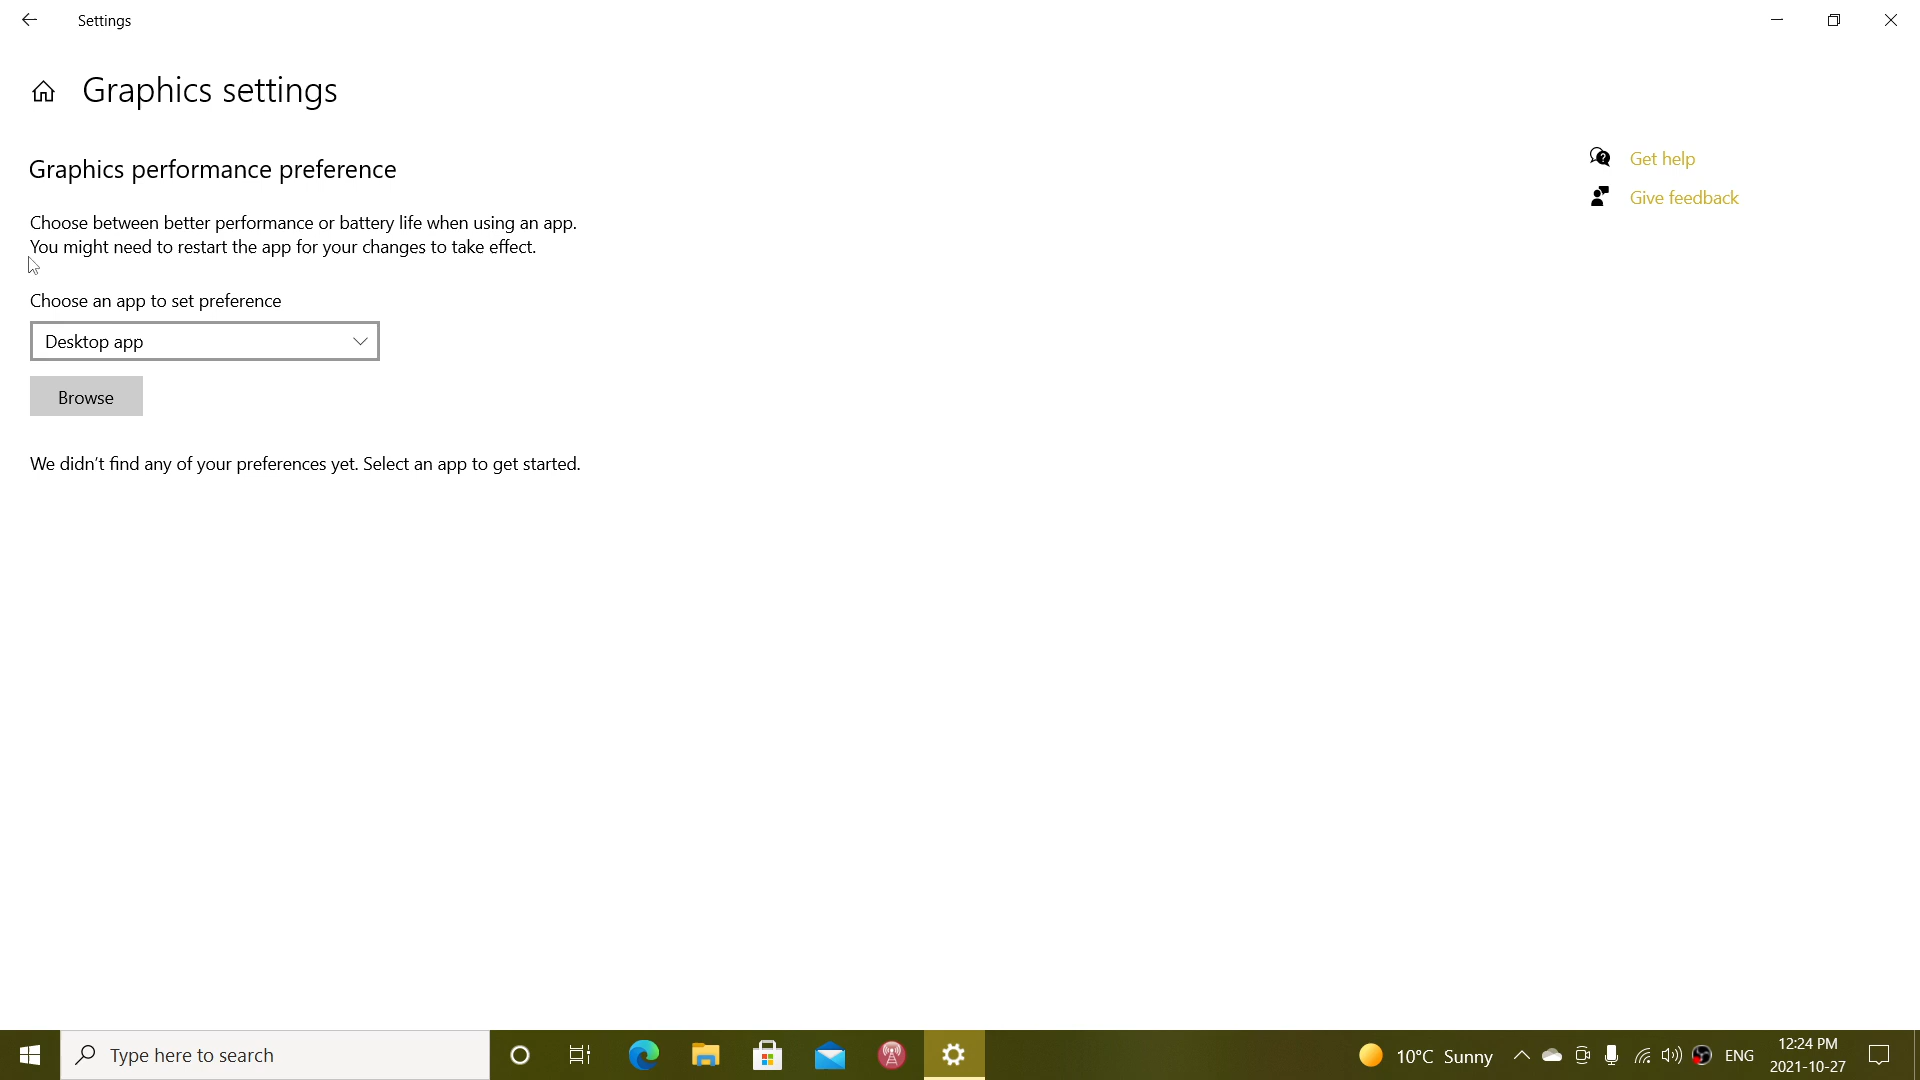 Settings
Graphics settings
Graphics performance preference
Choose between better performance or battery life when using an app.
You might need to restart the app for your changes to take effect.
Choose an app to set preference
Desktop app
Browse
We didn't find any of your preferences yet. Select an app to get started.
Get help
Give feedback
Type here to search
10°C Sunny
ENG
12:24 PM
2021-10-27